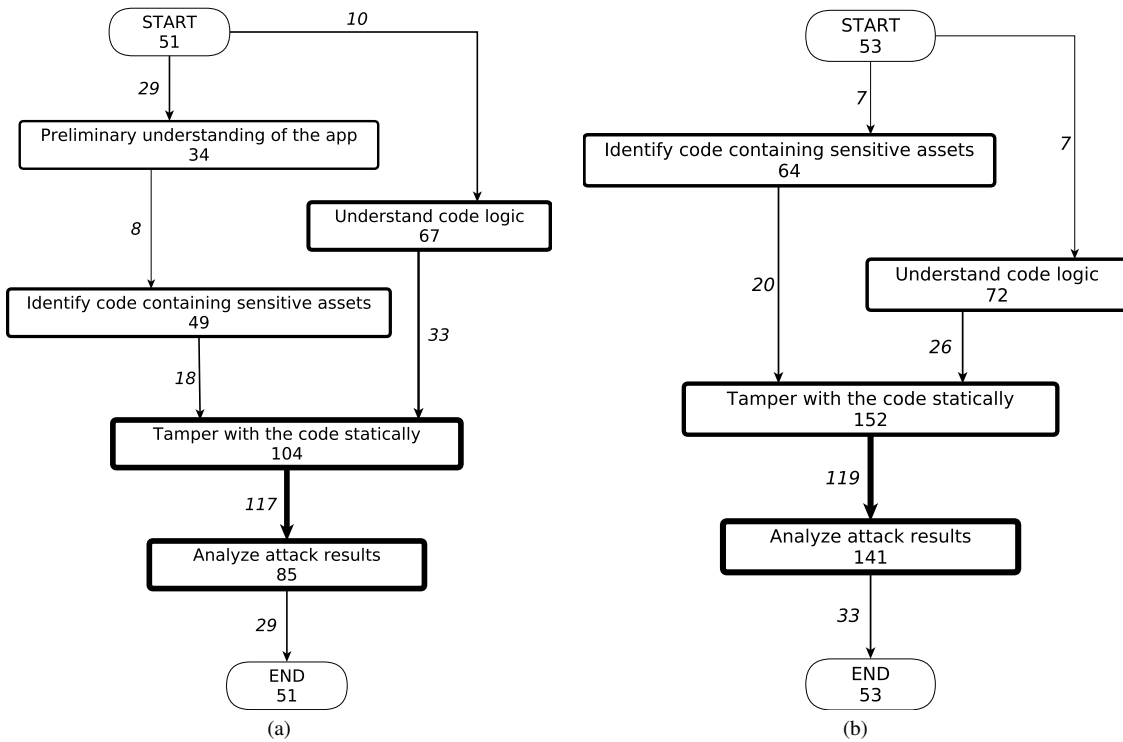 START
51
10
29
Preliminary understanding of the app
34
8
Understand code logic
67
Identify code containing sensitive assets
49
33
18
Tamper with the code statically
104
117
Analyze attack results
85
29
END
51
(a)
START
53
7
7
Identify code containing sensitive assets
64
20
Understand code logic
72
26
Tamper with the code statically
152
119
Analyze attack results
141
33
END
53
(b)